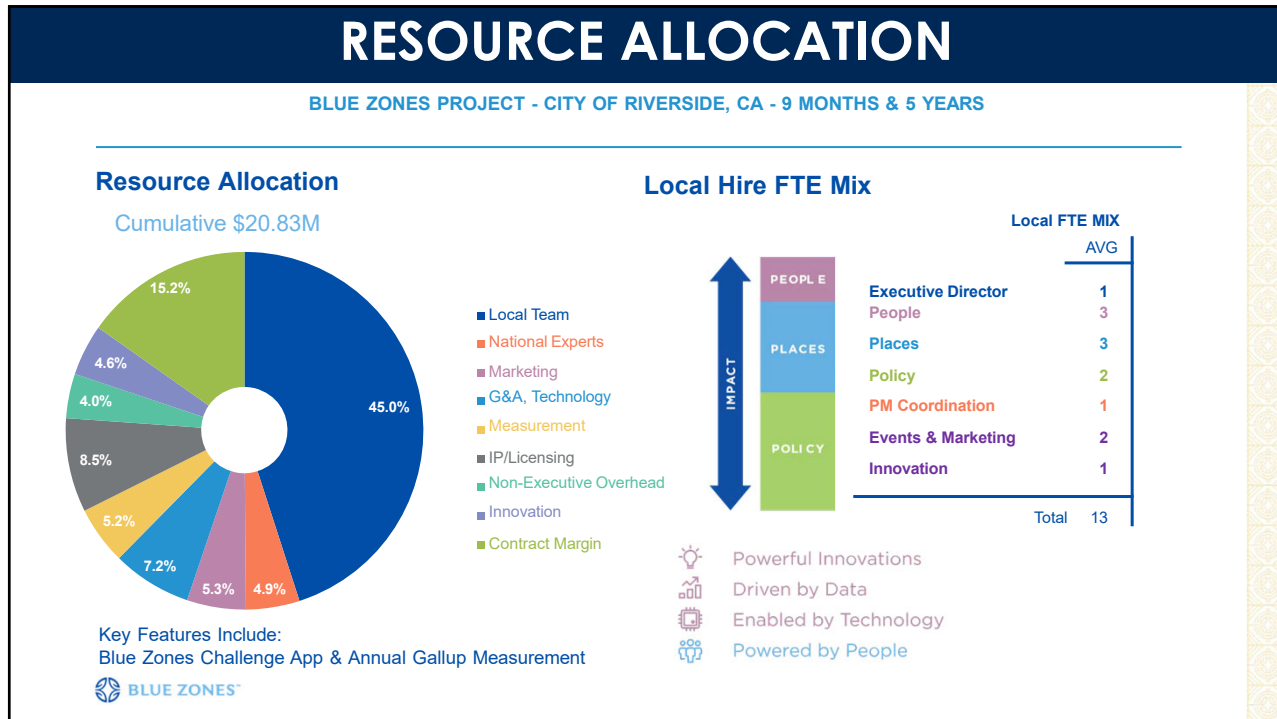 RESOURCE ALLOCATION
BLUE ZONES PROJECT - CITY OF RIVERSIDE, CA - 9 MONTHS & 5 YEARS
Resource Allocation
Cumulative $20.83M
15.2%
4.6%
4.0%
8.5%
5.2%
7.2%
5.3%
4.9%
45.0%
Local Team
National Experts
Marketing
G&A, Technology
Measurement
IP/Licensing
Non-Executive Overhead
Innovation
Contract Margin
Key Features Include:
Blue Zones Challenge App & Annual Gallup Measurement
BLUE ZONES™
Local Hire FTE Mix
IMPACT
PEOPLE
PLACES
POLICY
Local FTE MIX
AVG
Executive Director 1
People 3
Places 3
Policy 2
PM Coordination 1
Events & Marketing 2
Innovation 1
Total 13
Powerful Innovations
Driven by Data
Enabled by Technology
Powered by People